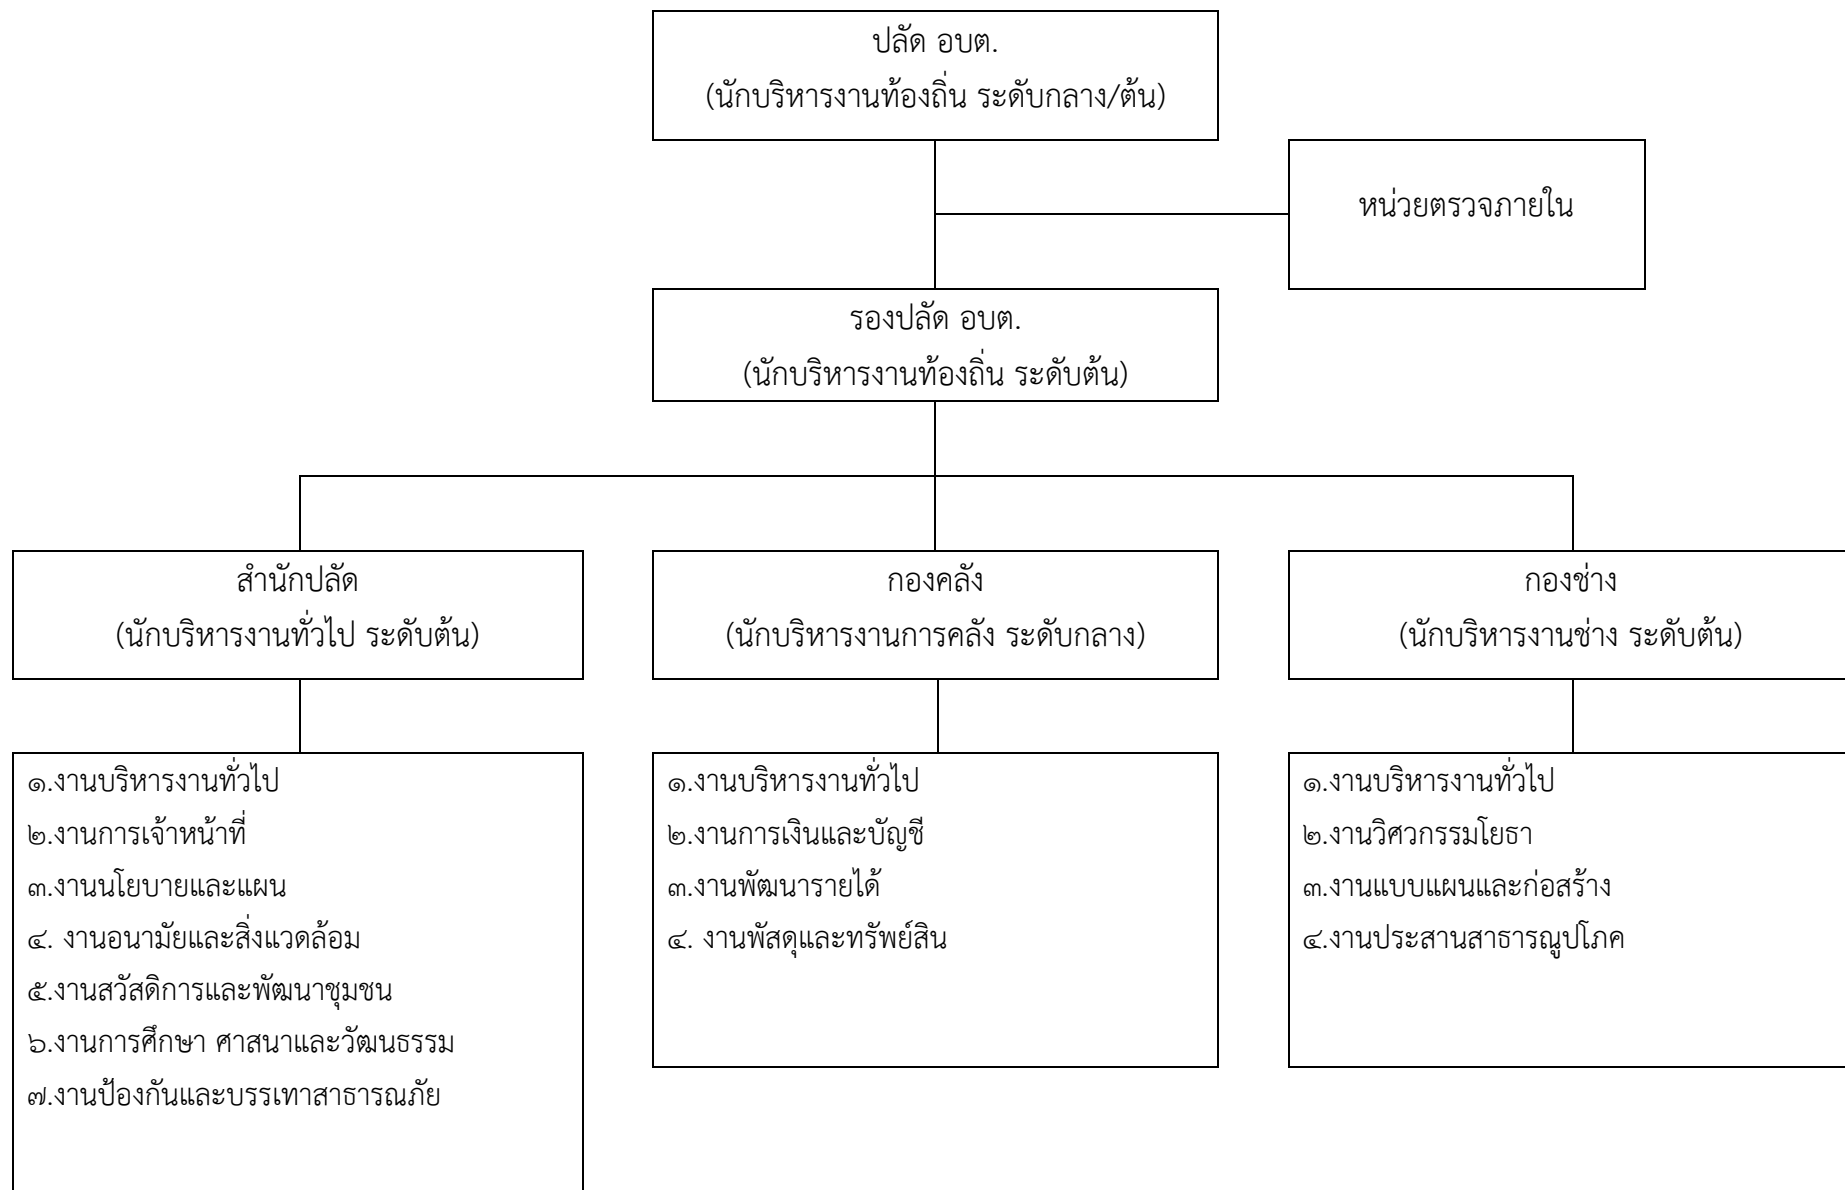 ปลัด อบต.
(นักบริหารงานท้องถิ่น ระดับกลาง/ต้น)
หน่วยตรวจภายใน
รองปลัด อบต.
(นักบริหารงานท้องถิ่น ระดับต้น)
สำนักปลัด
(นักบริหารงานทั่วไป ระดับต้น)
กองคลัง
(นักบริหารงานการคลัง ระดับกลาง)
กองช่าง
(นักบริหารงานช่าง ระดับต้น)
๑.งานบริหารงานทั่วไป
๒.งานการเจ้าหน้าที่
๓.งานนโยบายและแผน
๔. งานอนามัยและสิ่งแวดล้อม
๕.งานสวัสดิการและพัฒนาชุมชน
๖.งานการศึกษา ศาสนาและวัฒนธรรม
๗.งานป้องกันและบรรเทาสาธารณภัย
๑.งานบริหารงานทั่วไป
๒.งานการเงินและบัญชี
๓.งานพัฒนารายได้
๔. งานพัสดุและทรัพย์สิน
๑.งานบริหารงานทั่วไป
๒.งานวิศวกรรมโยธา
๓.งานแบบแผนและก่อสร้าง
๔.งานประสานสาธารณูปโภค